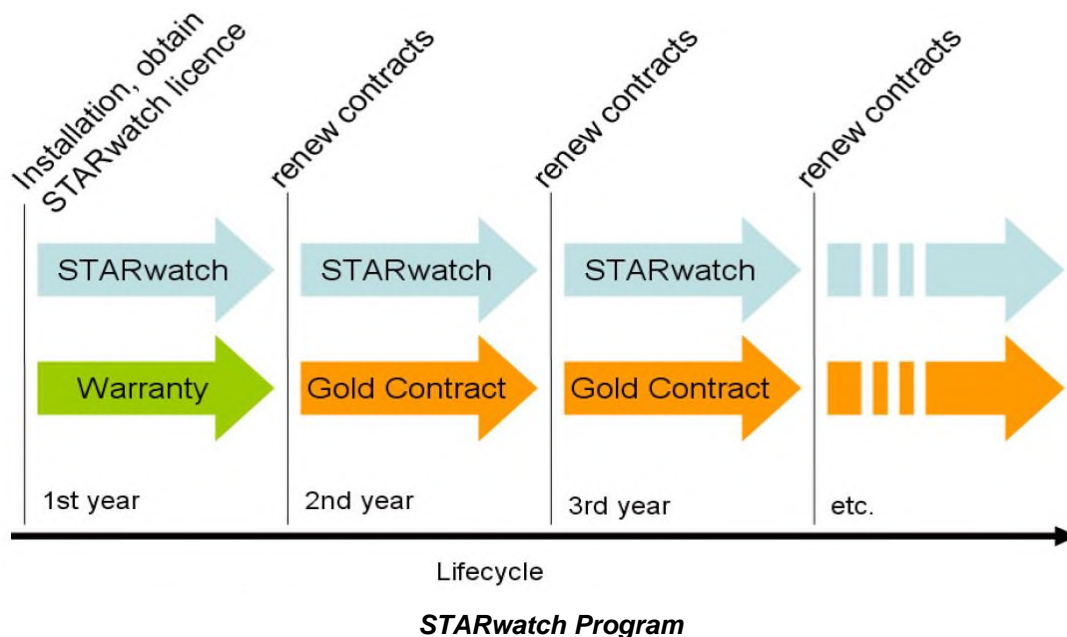 Installation, obtain
STARwatch licence
renew contracts
renew contracts
renew contracts
STARwatch
STARwatch
STARwatch
Warranty
Gold Contract
Gold Contract
1st year
2nd year
3rd year
etc.
Lifecycle
STARwatch Program